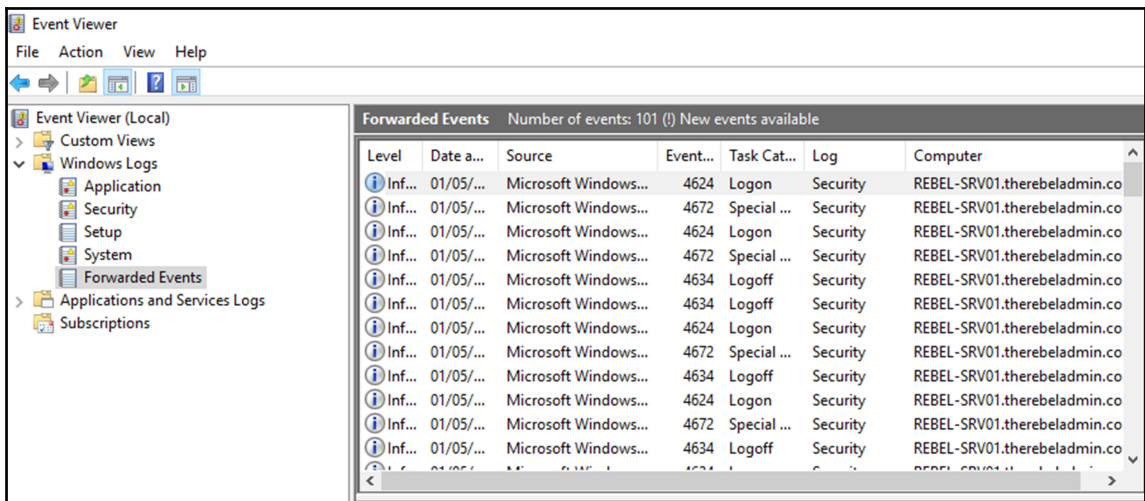 Event Viewer
File Action View Help
Event Viewer (Local)
Custom Views
Windows Logs
Application
Security
Setup
System
Forwarded Events
Applications and Services Logs
Subscriptions
Forwarded Events Number of events: 101 (!) New events available
Level Date a... Source Event... Task Cat... Log Computer
Inf... 01/05/... Microsoft Windows... 4624 Logon Security REBEL-SRV01.therebeladmin.co
Inf... 01/05/... Microsoft Windows... 4672 Special ... Security REBEL-SRV01.therebeladmin.co
Inf... 01/05/... Microsoft Windows... 4624 Logon Security REBEL-SRV01.therebeladmin.co
Inf... 01/05/... Microsoft Windows... 4672 Special ... Security REBEL-SRV01.therebeladmin.co
Inf... 01/05/... Microsoft Windows... 4634 Logoff Security REBEL-SRV01.therebeladmin.co
Inf... 01/05/... Microsoft Windows... 4634 Logoff Security REBEL-SRV01.therebeladmin.co
Inf... 01/05/... Microsoft Windows... 4624 Logon Security REBEL-SRV01.therebeladmin.co
Inf... 01/05/... Microsoft Windows... 4672 Special ... Security REBEL-SRV01.therebeladmin.co
Inf... 01/05/... Microsoft Windows... 4634 Logoff Security REBEL-SRV01.therebeladmin.co
Inf... 01/05/... Microsoft Windows... 4624 Logon Security REBEL-SRV01.therebeladmin.co
Inf... 01/05/... Microsoft Windows... 4672 Special ... Security REBEL-SRV01.therebeladmin.co
Inf... 01/05/... Microsoft Windows... 4634 Logoff Security REBEL-SRV01.therebeladmin.co